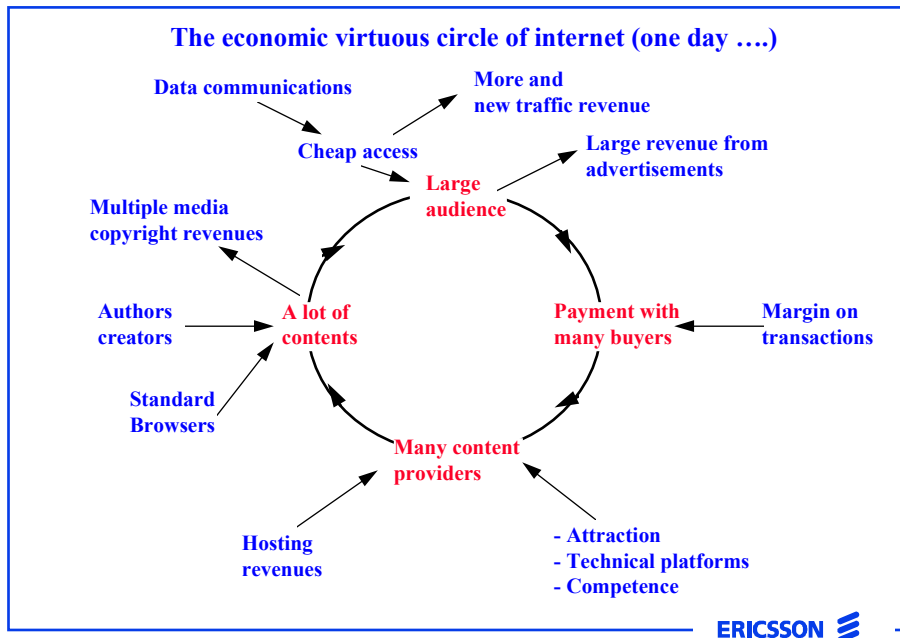 The economic virtuous circle of internet (one day ….)
Data communications
More and
new traffic revenue
Cheap access
Large revenue from
advertisements
Large
audience
Multiple media
copyright revenues
Authors
creators
A lot of
contents
Payment with
many buyers
Margin on
transactions
Standard
Browsers
Many content
providers
Hosting
revenues
- Attraction
- Technical platforms
- Competence
ERICSSON